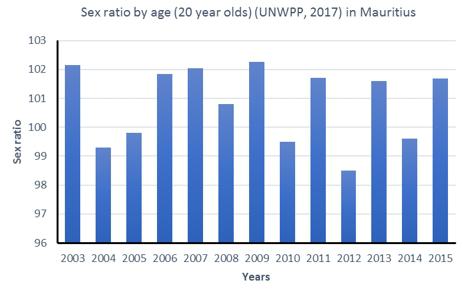 Sex ratio by age (20 year olds) (UNWPP, 2017) in Mauritius
103
102
101
100
99
98
97
96
Sex ratio
2003 2004 2005 2006 2007 2008 2009 2010 2011 2012 2013 2014 2015
Years